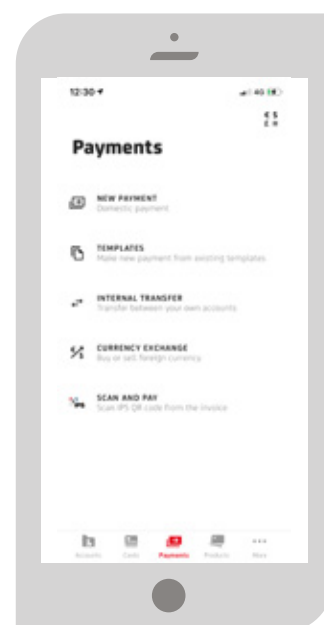 12:30
4G
€ $
£ ¤
Payments
NEW PAYMENT
Domestic payment
TEMPLATES
Make new payment from existing templates
INTERNAL TRANSFER
Transfer between your own accounts
CURRENCY EXCHANGE
Buy or sell foreign currency
IPS
SCAN AND PAY
Scan IPS QR code from the invoice
Accounts Cards Payments Products More